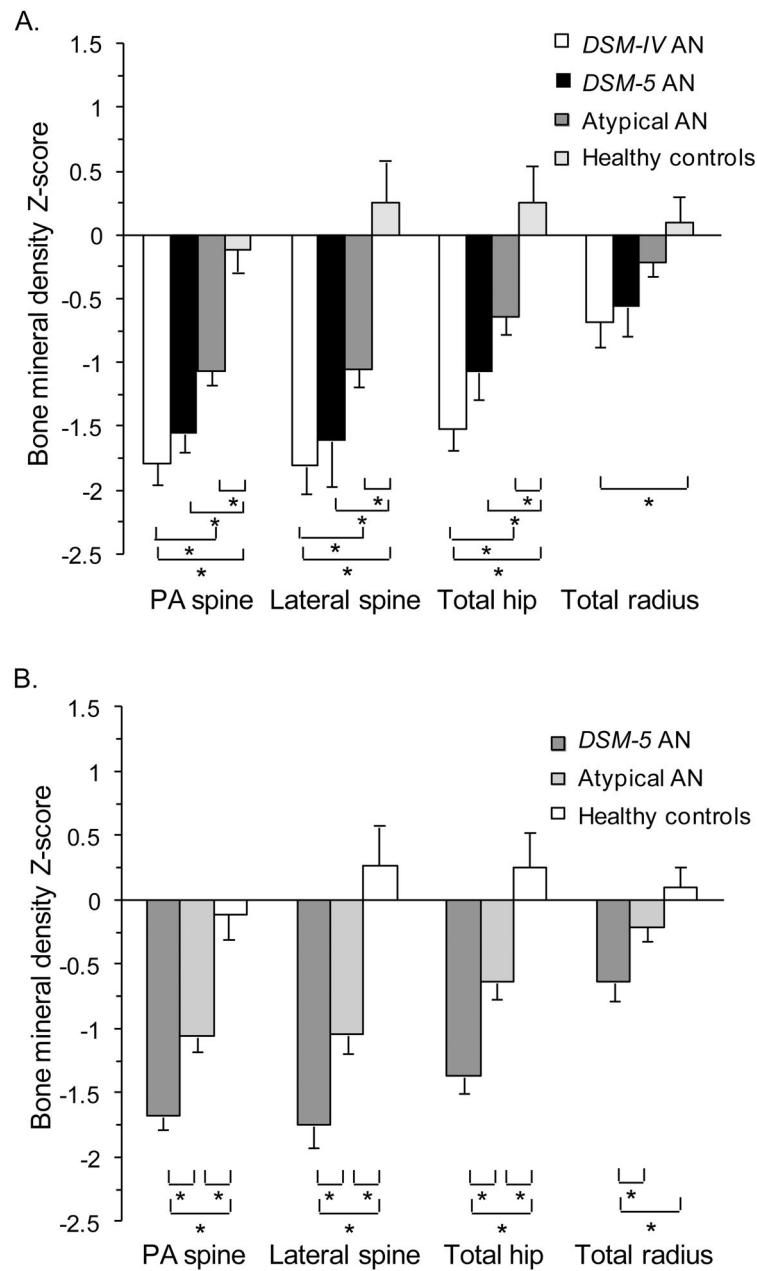 A.
DSM-IV AN
DSM-5 AN
Atypical AN
Healthy controls
Bone mineral density Z-score
1.5
1
0.5
0
-0.5
-1
-1.5
-2
-2.5
* * *
* * *
* * * *
* * *
PA spine Lateral spine Total hip Total radius
B.
DSM-5 AN
Atypical AN
Healthy controls
Bone mineral density Z-score
1.5
1
0.5
0
-0.5
-1
-1.5
-2
-2.5
* * * * * * *
* * * *
PA spine Lateral spine Total hip Total radius